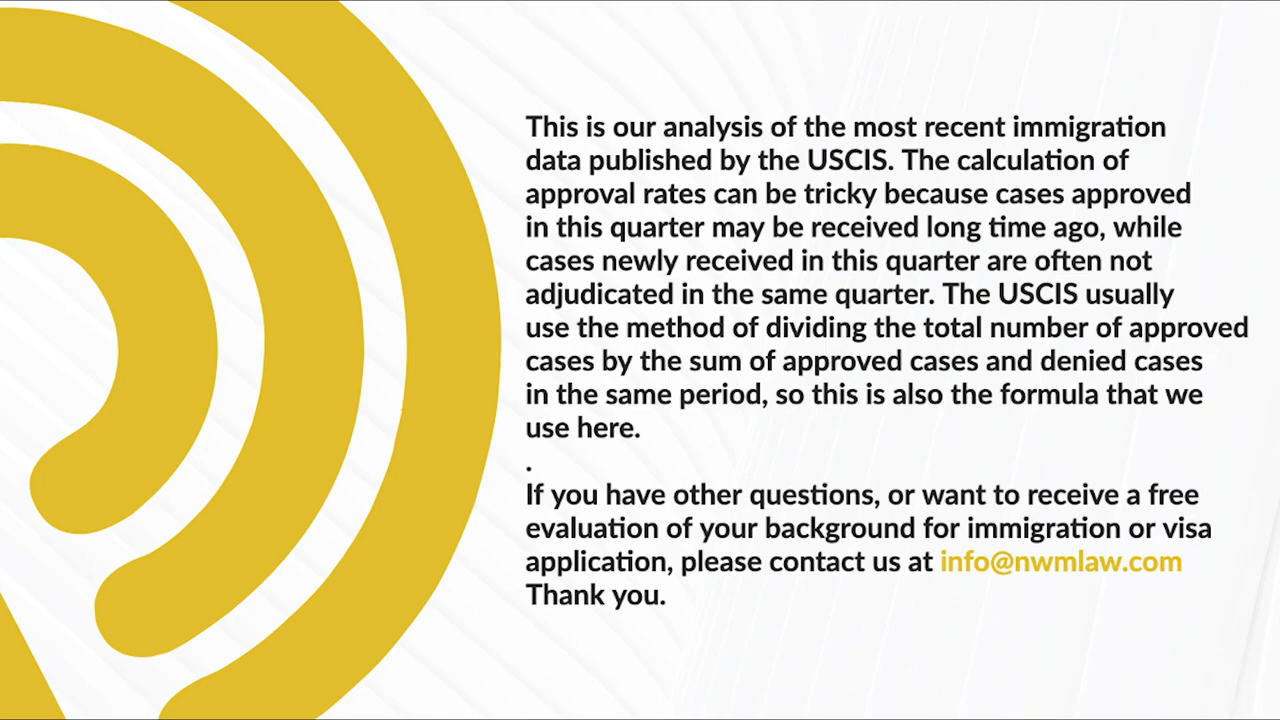 This is our analysis of the most recent immigration
data published by the USCIS. The calculation of
approval rates can be tricky because cases approved
in this quarter may be received long time ago, while
cases newly received in this quarter are often not
adjudicated in the same quarter. The USCIS usually
use the method of dividing the total number of approved
cases by the sum of approved cases and denied cases
in the same period, so this is also the formula that we
use here.
.
If you have other questions, or want to receive a free
evaluation of your background for immigration or visa
application, please contact us at info@nwmlaw.com
Thank you.